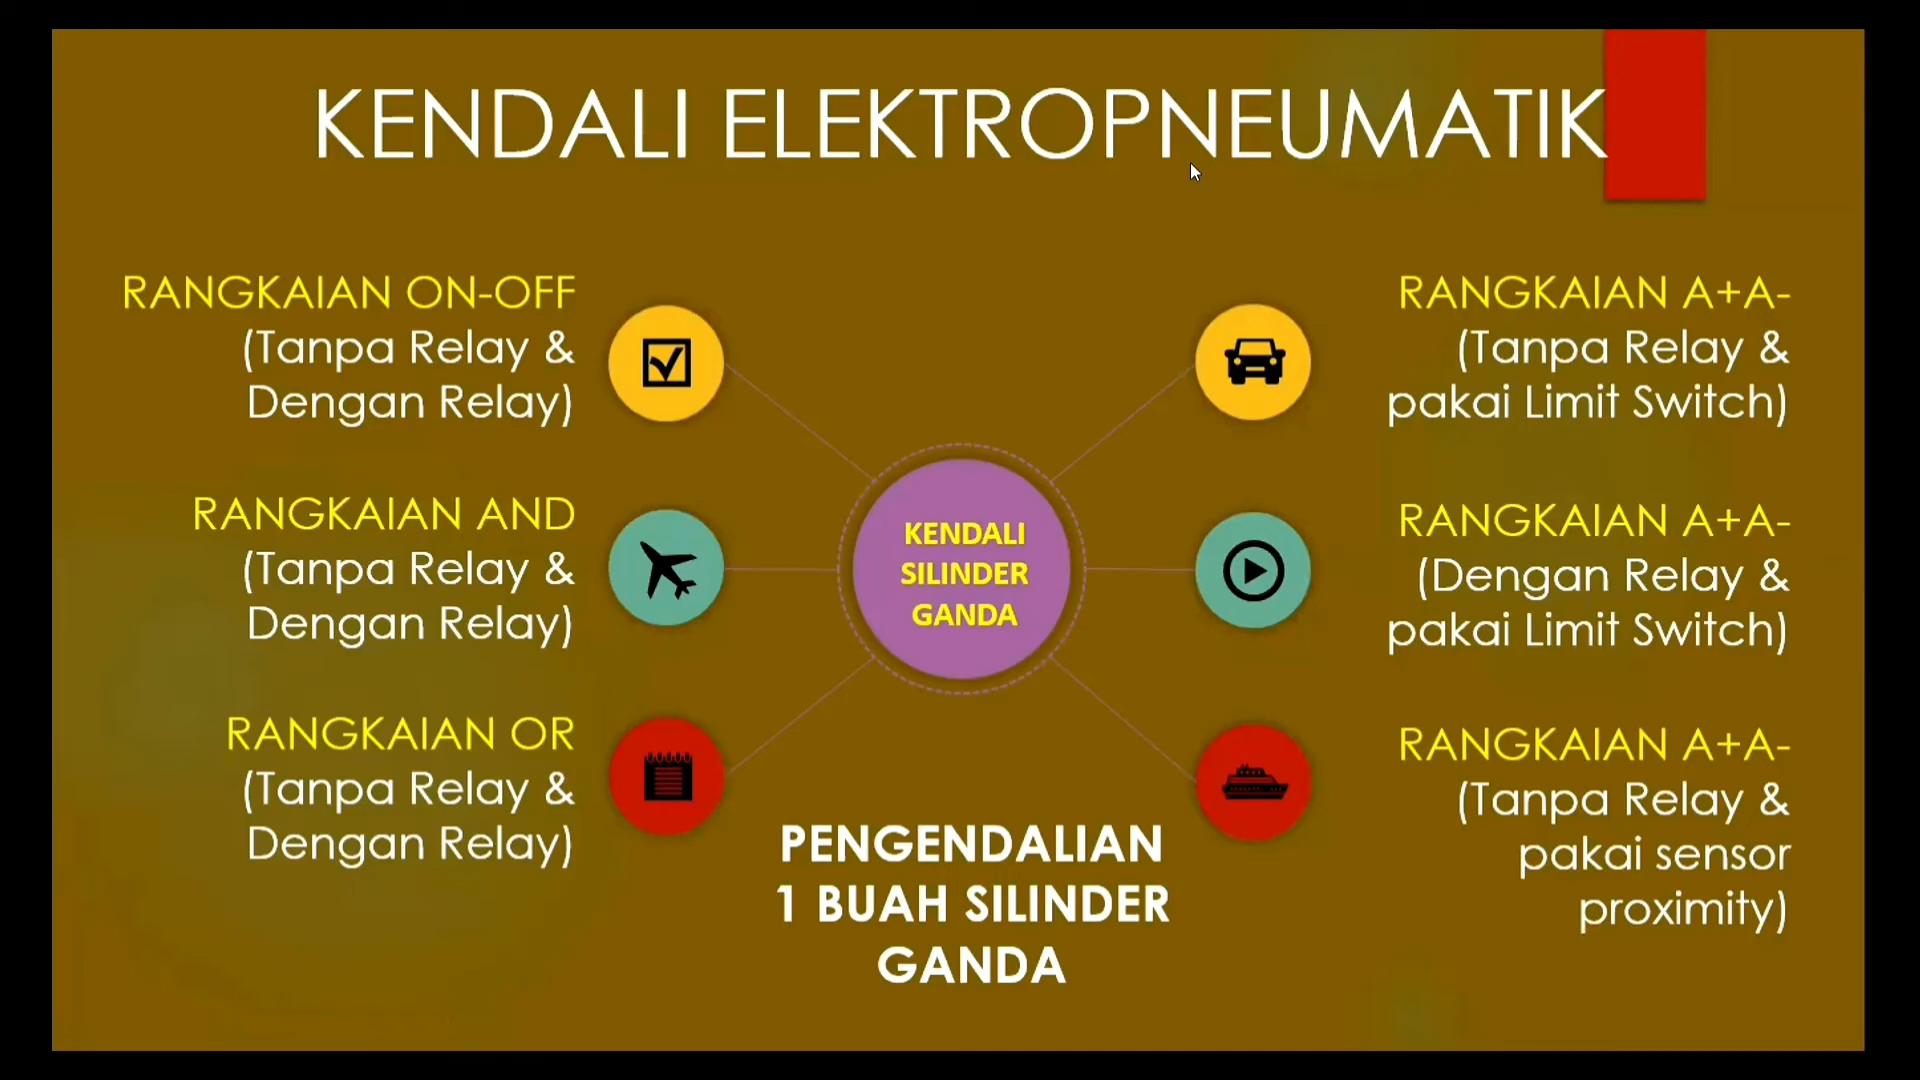 KENDALI ELEKTROPNEUMATIK
RANGKAIAN ON-OFF
(Tanpa Relay &
Dengan Relay)
RANGKAIAN AND
(Tanpa Relay &
Dengan Relay)
RANGKAIAN OR
(Tanpa Relay &
Dengan Relay)
KENDALI
SILINDER
GANDA
PENGENDALIAN
1 BUAH SILINDER
GANDA
RANGKAIAN A+A-
(Tanpa Relay &
pakai Limit Switch)
RANGKAIAN A+A-
(Dengan Relay &
pakai Limit Switch)
RANGKAIAN A+A-
(Tanpa Relay &
pakai sensor
proximity)